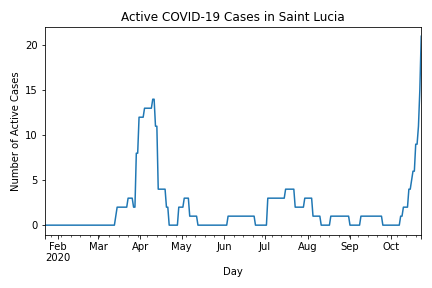 Active COVID-19 Cases in Saint Lucia
Number of Active Cases
20
15
10
5
0
Feb Mar Apr May Jun Jul Aug Sep Oct
2020
Day